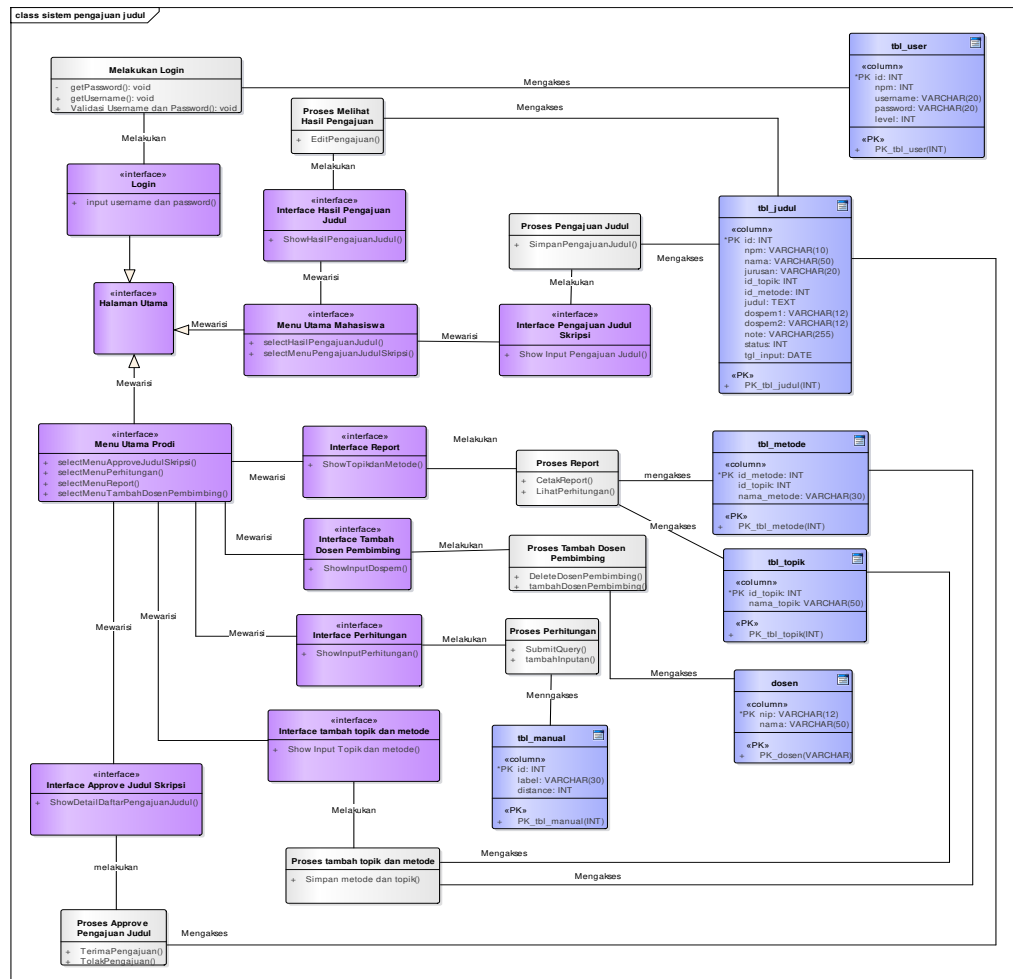 class sistem pengajuan judul
tbl_user
«column»
*PK id: INT
npm: INT
username: VARCHAR(20)
password: VARCHAR(20)
level: INT
«PK»
+ PK_tbl_user(INT)
Melakukan Login
- getPassword(): void
+ getUsername(): void
+ Validasi Username dan Password(): void
Mengakses
Melakukan
Proses Melihat
Hasil Pengajuan
+ EditPengajuan()
Mengakses
Melakukan
«interface»
Login
+ input username dan password()
«interface»
Interface Hasil Pengajuan
Judul
+ ShowHasilPengajuanJudul()
Proses Pengajuan Judul
+ SimpanPengajuanJudul()
Mengakses
Melakukan
tbl_judul
«column»
*PK id: INT
npm: VARCHAR(10)
nama: VARCHAR(50)
jurusan: VARCHAR(20)
id_topik: INT
id_metode: INT
judul: TEXT
dospem1: VARCHAR(12)
dospem2: VARCHAR(12)
note: VARCHAR(255)
status: INT
tgl_input: DATE
«PK»
+ PK_tbl_judul(INT)
«interface»
Halaman Utama
Mewarisi
Mewarisi
«interface»
Menu Utama Mahasiswa
+ selectHasilPengajuanJudul()
+ selectMenuPengajuanJudulSkripsi()
Mewarisi
«interface»
Interface Pengajuan Judul
Skripsi
+ Show Input Pengajuan Judul()
Mewarisi
«interface»
Menu Utama Prodi
+ selectMenuApproveJudulSkripsi()
+ selectMenuPerhitungan()
+ selectMenuReport()
+ selectMenuTambahDosenPembimbing()
Mewarisi
«interface»
Interface Report
+ ShowTopikdanMetode()
Melakukan
Proses Report
+ CetakReport()
+ LihatPerhitungan()
mengakses
Mengakses
tbl_metode
«column»
*PK id_metode: INT
id_topik: INT
nama_metode: VARCHAR(30)
«PK»
+ PK_tbl_metode(INT)
Mewarisi
«interface»
Interface Tambah
Dosen Pembimbing
+ ShowInputDospem()
Melakukan
Proses Tambah Dosen
Pembimbing
+ DeleteDosenPembimbing()
+ tambahDosenPembimbing()
tbl_topik
«column»
*PK id_topik: INT
nama_topik: VARCHAR(50)
«PK»
+ PK_tbl_topik(INT)
Mewarisi
Mewarisi
«interface»
Interface Perhitungan
+ ShowInputPerhitungan()
Melakukan
Proses Perhitungan
+ SubmitQuery()
+ tambahInputan()
Mengakses
Menngakses
dosen
«column»
*PK nip: VARCHAR(12)
nama: VARCHAR(50)
«PK»
+ PK_dosen(VARCHAR)
Mewarisi
«interface»
Interface tambah topik dan metode
+ Show Input Topik dan metode()
tbl_manual
«column»
*PK id: INT
label: VARCHAR(30)
distance: INT
«PK»
+ PK_tbl_manual(INT)
«interface»
Interface Approve Judul Skripsi
+ ShowDetailDaftarPengajuanJudul()
Melakukan
melakukan
Proses tambah topik dan metode
+ Simpan metode dan topik()
Mengakses
Mengakses
Proses Approve
Pengajuan Judul
+ TerimaPengajuan()
+ TolakPengajuan()
Mengakses